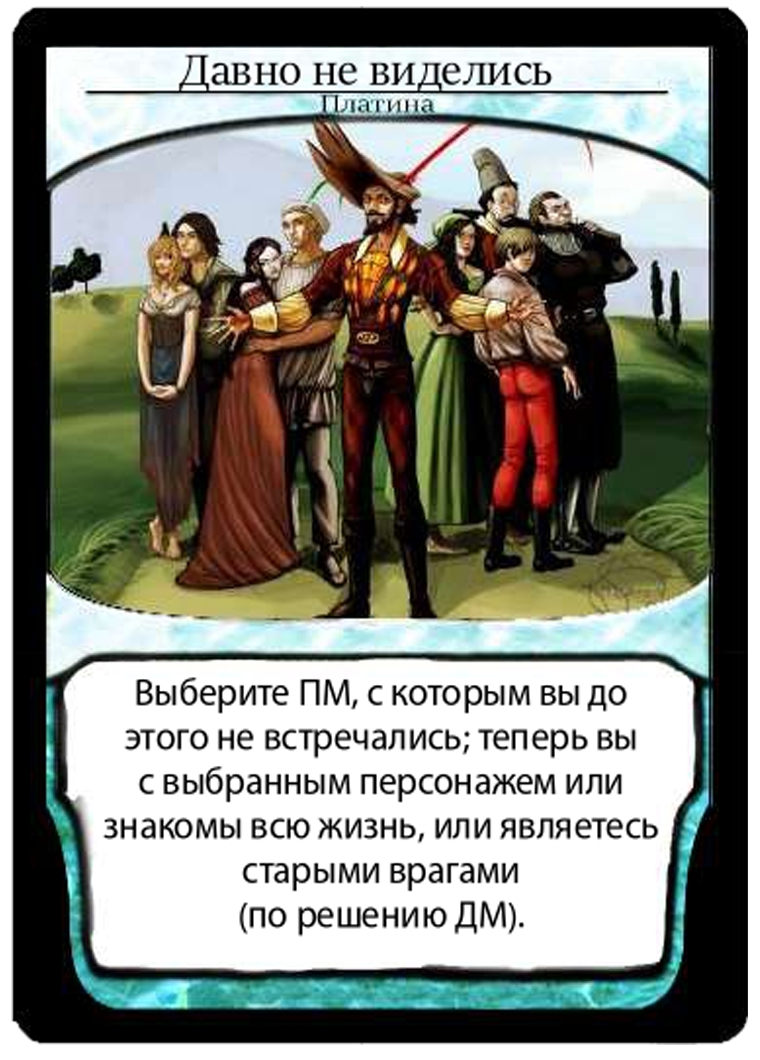 Давно не виделись
Платина
Выберите ПМ, с которым вы до
этого не встречались; теперь вы
с выбранным персонажем или
знакомы всю жизнь, или являетесь
старыми врагами
(по решению ДМ).